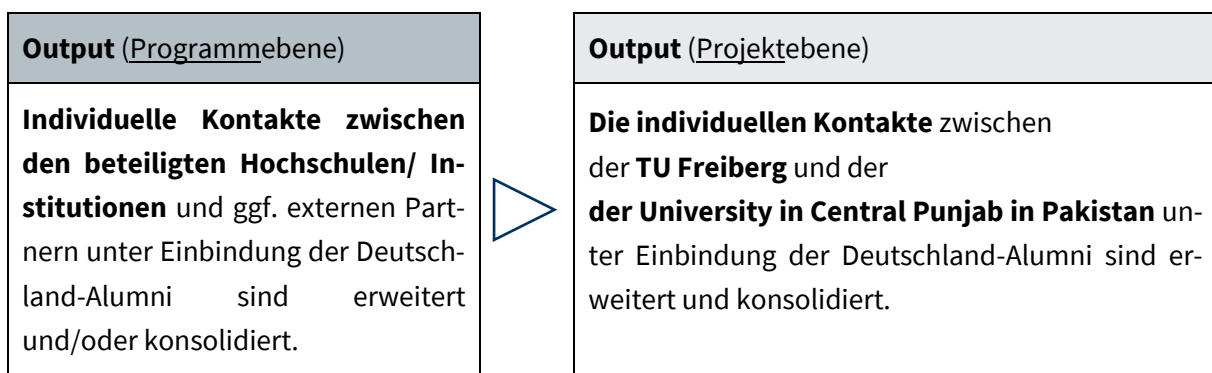 Output (Programmebene)
Individuelle Kontakte zwischen
den beteiligten Hochschulen/ In-
stitutionen und ggf. externen Part-
nern unter Einbindung der Deutsch-
land-Alumni sind erweitert
und/oder konsolidiert.
Output (Projektebene)
Die individuellen Kontakte zwischen
der TU Freiberg und der
der University in Central Punjab in Pakistan un-
ter Einbindung der Deutschland-Alumni sind er-
weitert und konsolidiert.